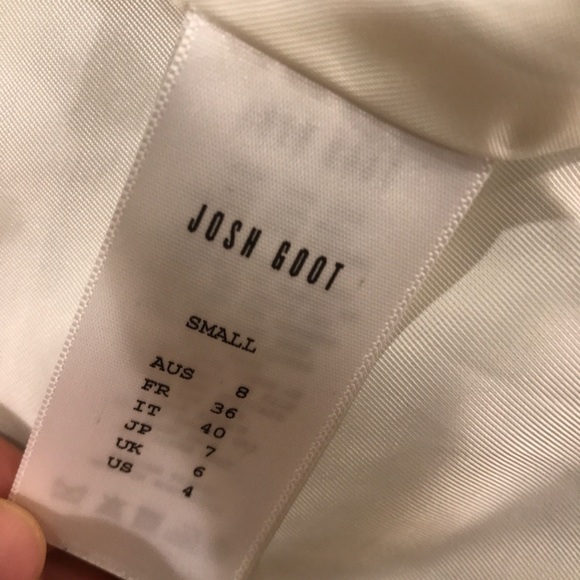 JOSH GOOT
SMALL
AUS 8
FR 36
IT 40
JP 7
UK 6
US 4